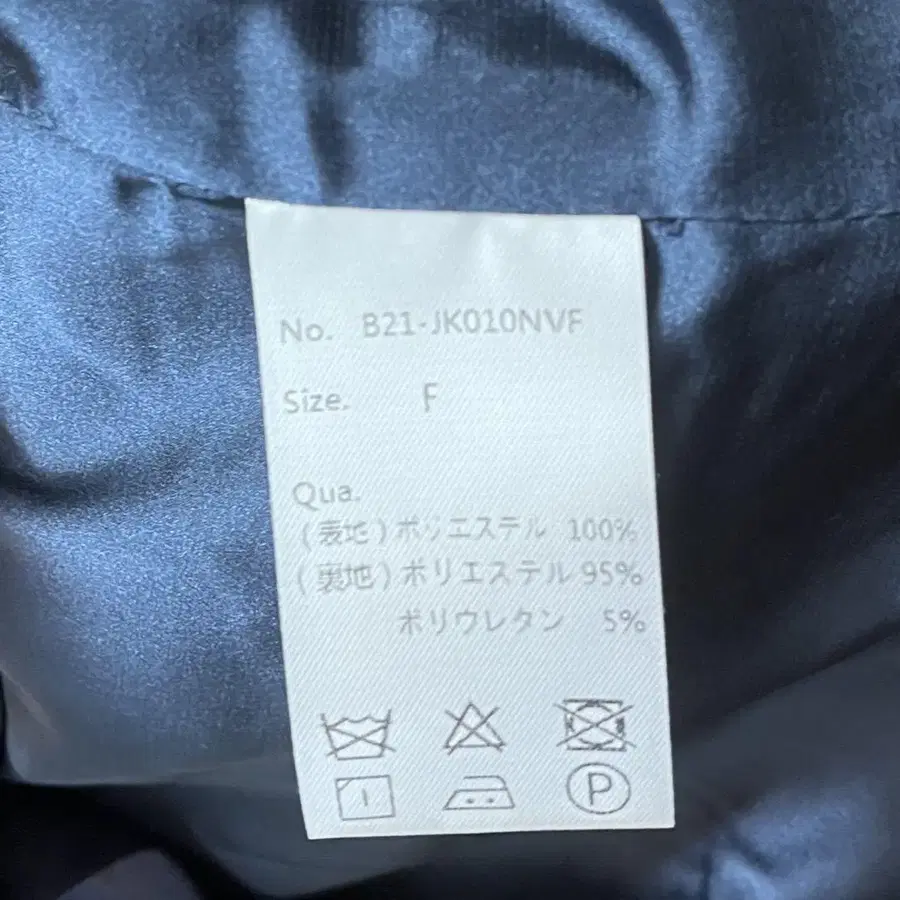 No. B21-JK010NVF
Size. F
Qua.
(表地)ポリエステル 100%
(裏地)ポリエステル 95%
ポリウレタン 5%
P